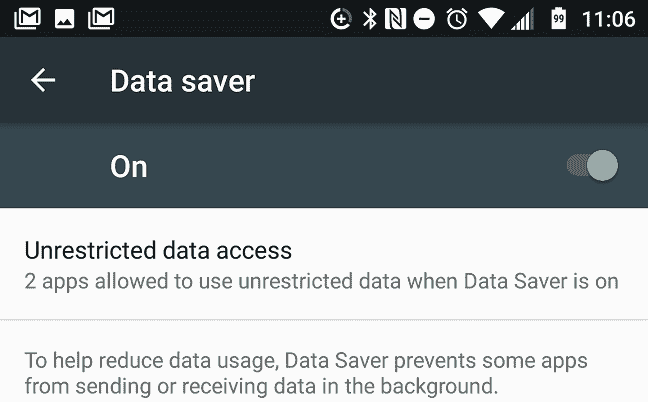 99 11:06
Data saver
On
Unrestricted data access
2 apps allowed to use unrestricted data when Data Saver is on
To help reduce data usage, Data Saver prevents some apps
from sending or receiving data in the background.